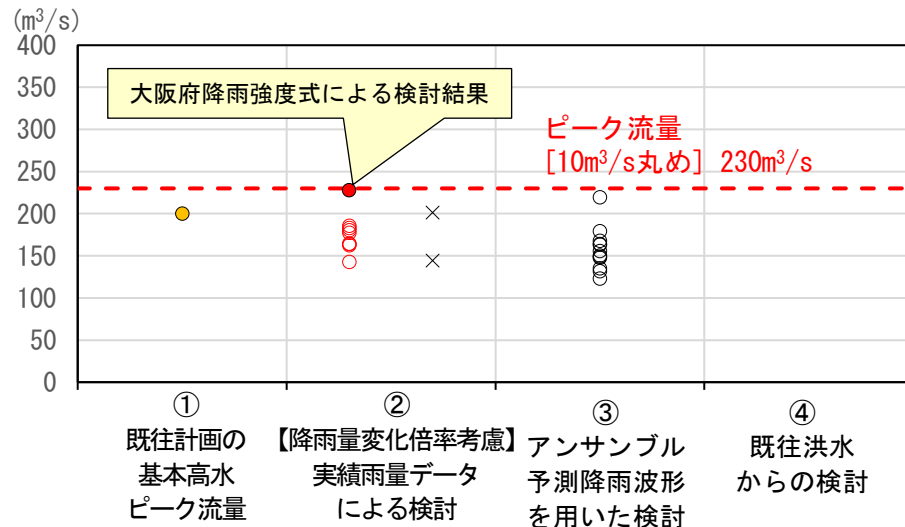 (m³/s)
400
350
300
250
200
150
100
50
0
大阪府降雨強度式による検討結果
ピーク流量
[10m³/s丸め] 230m³/s
①
既往計画の
基本高水
ピーク流量
②
【降雨量変化倍率考慮】
実績雨量データ
による検討
③
アンサンブル
予測降雨波形
を用いた検討
④
既往洪水
からの検討